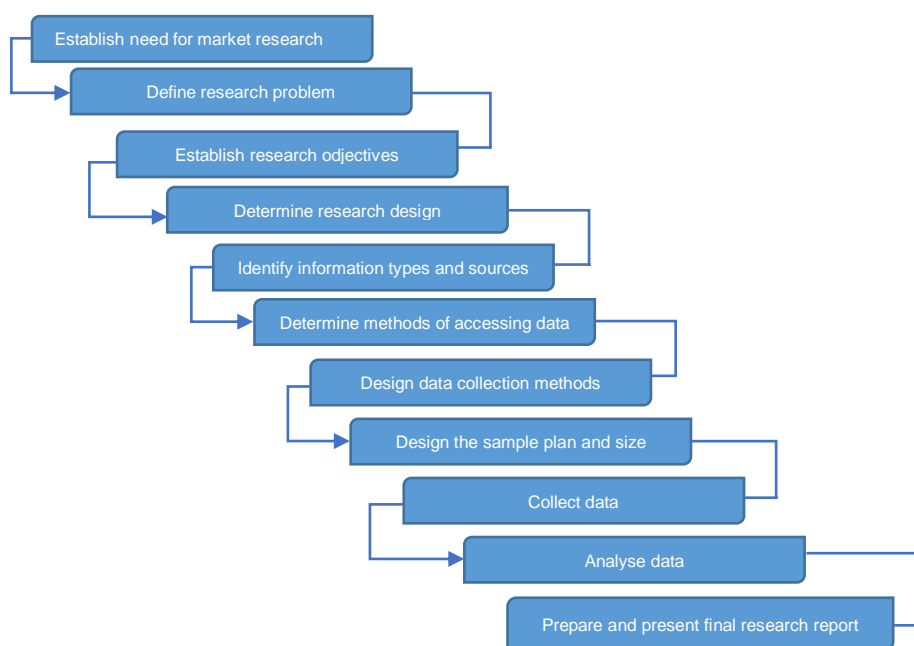 Establish need for market research
Define research problem
Establish research odjectives
Determine research design
Identify information types and sources
Determine methods of accessing data
Design data collection methods
Design the sample plan and size
Collect data
Analyse data
Prepare and present final research report